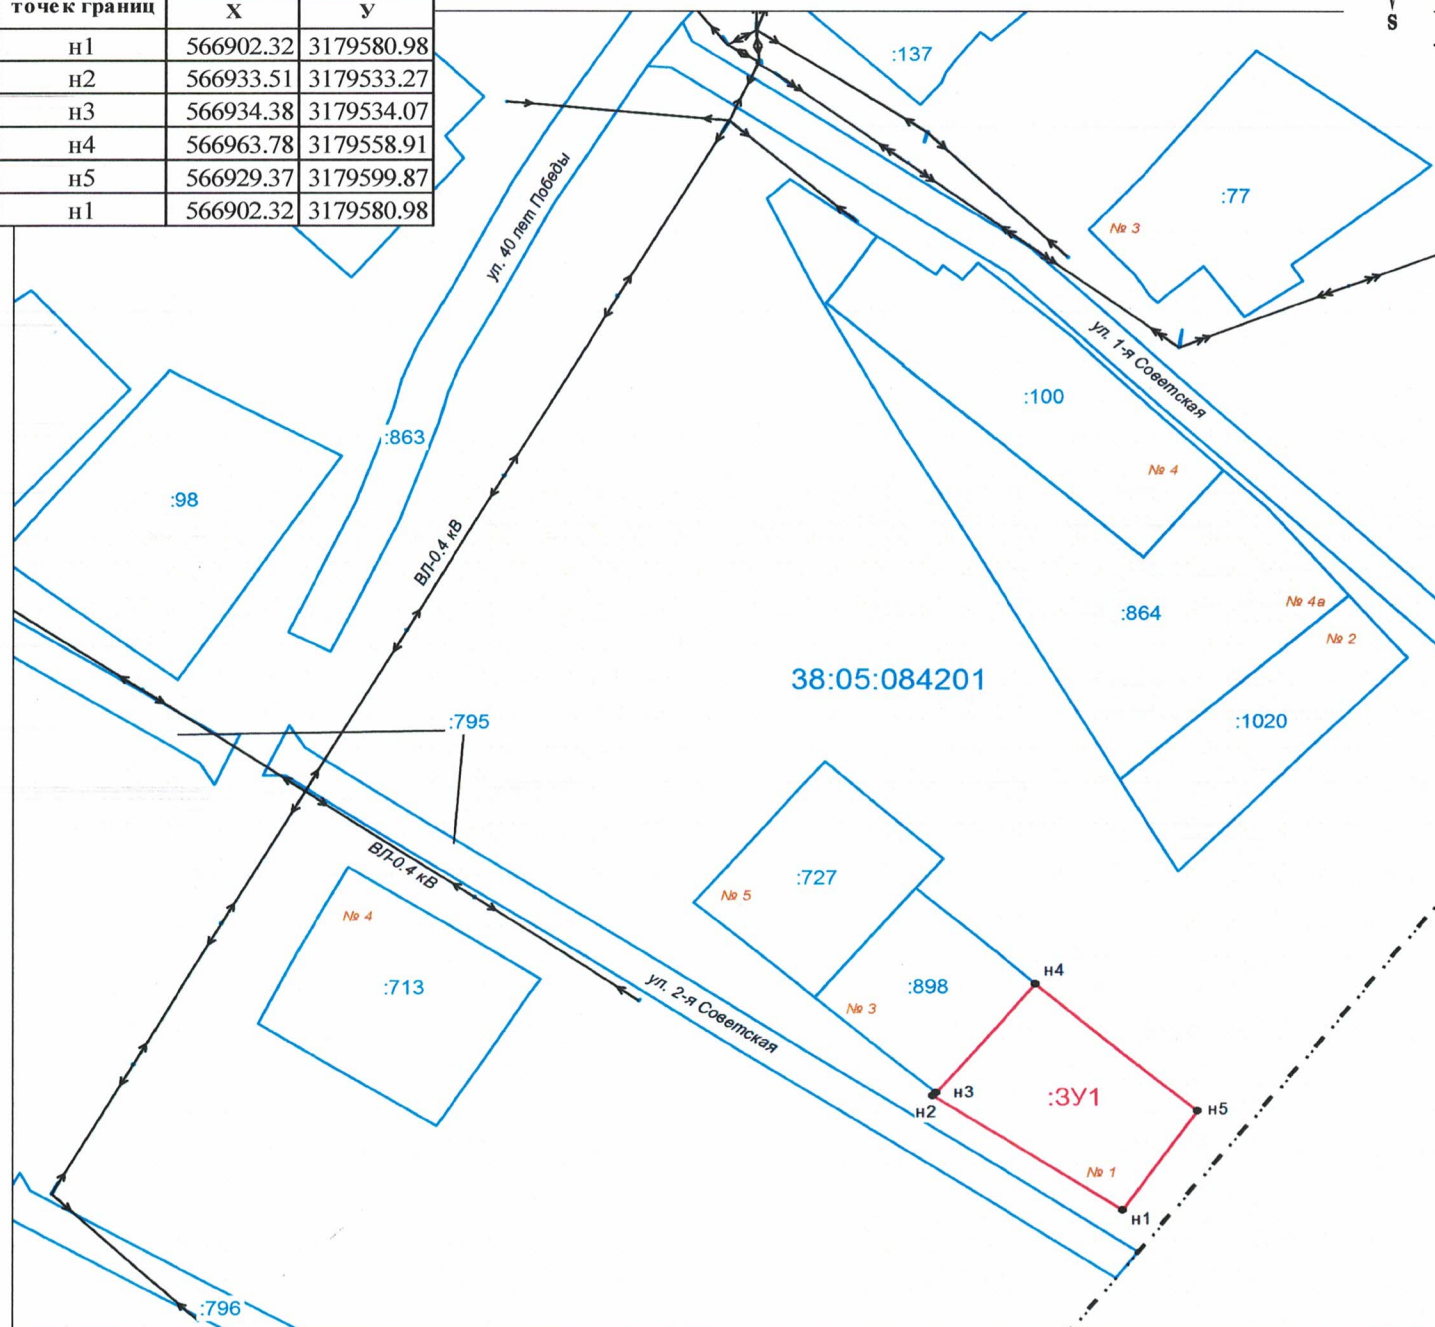 точек границ Х У
н1 566902.32 3179580.98
н2 566933.51 3179533.27
н3 566934.38 3179534.07
н4 566963.78 3179558.91
н5 566929.37 3179599.87
н1 566902.32 3179580.98
S
:137
:77
№ 3
ул. 40 лет Победы
ул. 1-я Советская
:100
:863
№ 4
:98
ВЛ-0.4 кВ
№ 4а
:864
№ 2
38:05:084201
:795
:1020
ВЛ-0.4 кВ
:727
№ 5
№ 4
н4
:713
ул. 2-я Советская
:898
№ 3
н3
:ЗУ1
н2
н5
№ 1
н1
:796